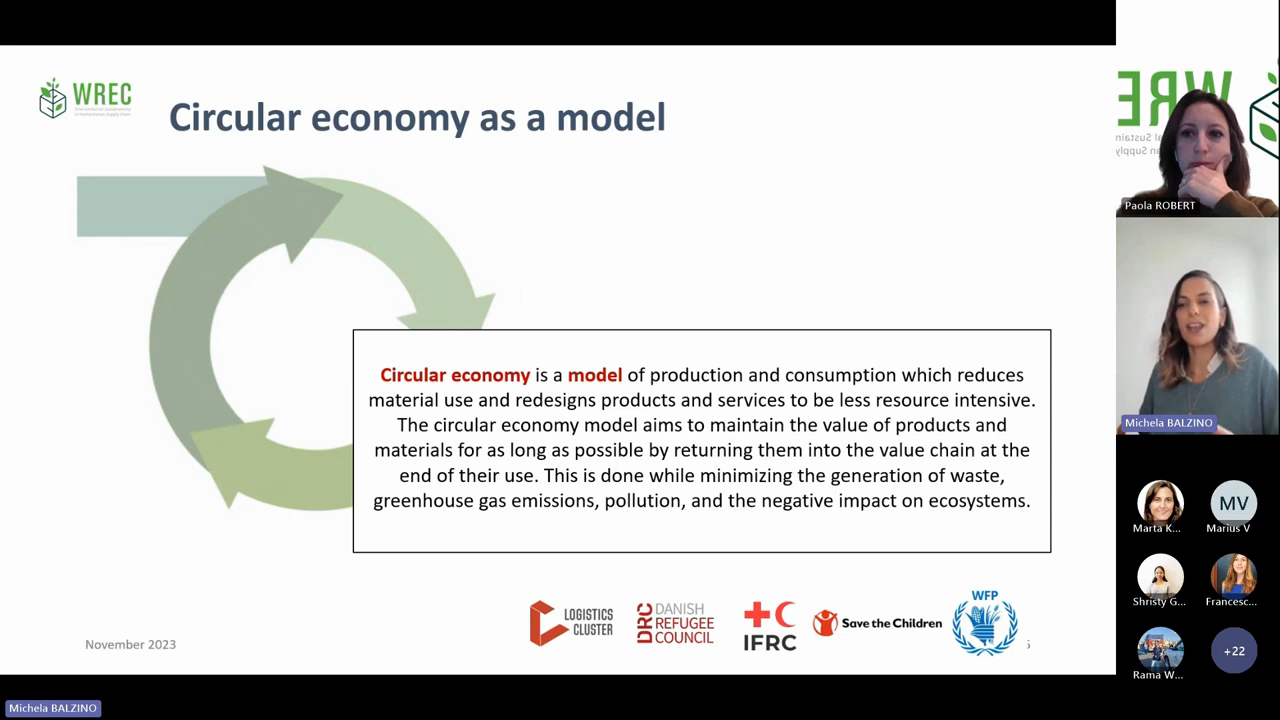 WREC
Circular economy as a model
Circular economy is a model of production and consumption which reduces
material use and redesigns products and services to be less resource intensive.
The circular economy model aims to maintain the value of products and
materials for as long as possible by returning them into the value chain at the
end of their use. This is done while minimizing the generation of waste,
greenhouse gas emissions, pollution, and the negative impact on ecosystems.
November 2023
LOGISTICS
CLUSTER
DRC
DANISH
REFUGEE
COUNCIL
IFRC
Save the Children
WFP
Michela BALZINO
WRE
Paola ROBERT
Michela BALZINO
Marta K...
MV
Marius V
Shristy G...
Francesc...
Rama W...
+22